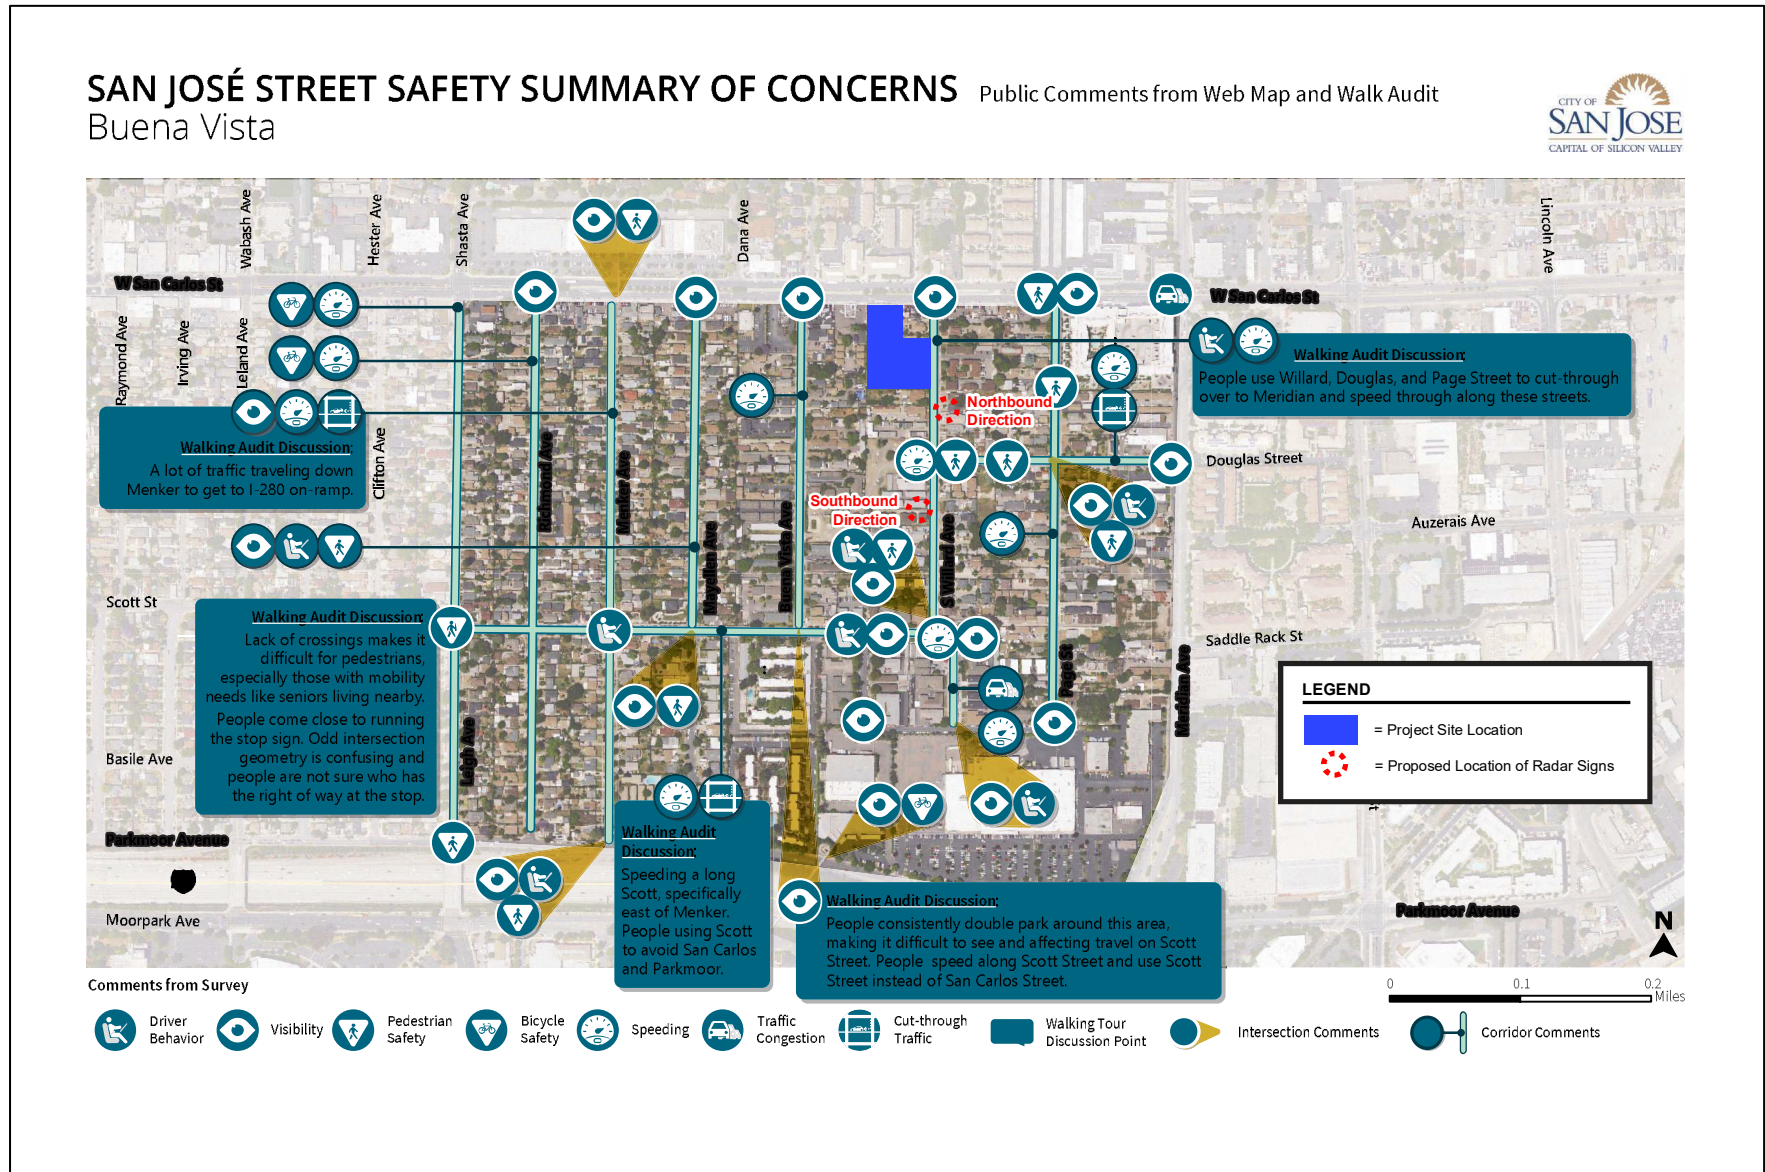 SAN JOSÉ STREET SAFETY SUMMARY OF CONCERNS Public Comments from Web Map and Walk Audit
Buena Vista
CITY OF
SAN JOSE
CAPITAL OF SILICON VALLEY
Wabash Ave
Hester Ave
Shasta Ave
Dana Ave
Lincoln Ave
W San Carlos St
W San Carlos St
Raymond Ave
Irving Ave
Leland Ave
Clifton Ave
Walking Audit Discussion:
People use Willard, Douglas, and Page Street to cut-through
over to Meridian and speed through along these streets.
Northbound
Direction
Walking Audit Discussion:
A lot of traffic traveling down
Menker to get to I-280 on-ramp.
Richmond Ave
Menker Ave
Douglas Street
Southbound
Direction
Auzerais Ave
Mayellen Ave
Buena Vista Ave
S Willard Ave
Scott St
Walking Audit Discussion:
Lack of crossings makes it
difficult for pedestrians,
especially those with mobility
needs like seniors living nearby.
People come close to running
the stop sign. Odd intersection
geometry is confusing and
people are not sure who has
the right of way at the stop.
Saddle Rack St
Page St
Meridian Ave
Leigh Ave
LEGEND
= Project Site Location
= Proposed Location of Radar Signs
Basile Ave
Parkmoor Avenue
Walking Audit
Discussion:
Speeding a long
Scott, specifically
east of Menker.
People using Scott
to avoid San Carlos
and Parkmoor.
Walking Audit Discussion:
People consistently double park around this area,
making it difficult to see and affecting travel on Scott
Street. People speed along Scott Street and use Scott
Street instead of San Carlos Street.
Moorpark Ave
Parkmoor Avenue
N
0 0.1 0.2
Miles
Comments from Survey
Driver
Behavior
Visibility
Pedestrian
Safety
Bicycle
Safety
Speeding
Traffic
Congestion
Cut-through
Traffic
Walking Tour
Discussion Point
Intersection Comments
Corridor Comments